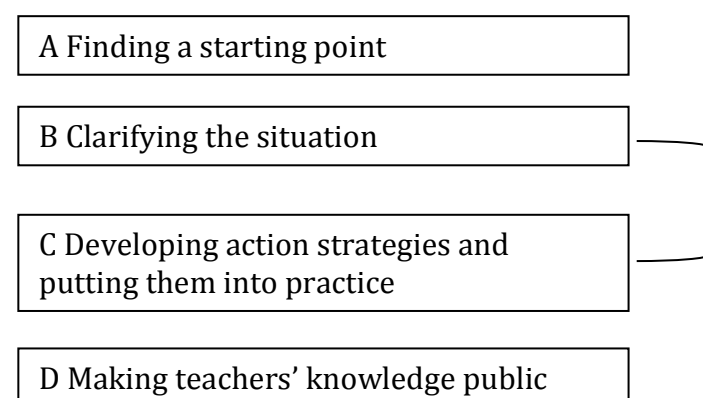 A Finding a starting point
B Clarifying the situation
C Developing action strategies and
putting them into practice
D Making teachers’ knowledge public